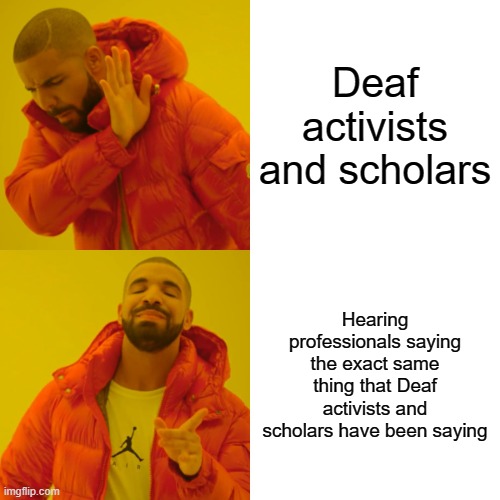 Deaf
activists
and scholars
Hearing
professionals saying
the exact same
thing that Deaf
activists and
scholars have been saying
AIR
imgflip.com